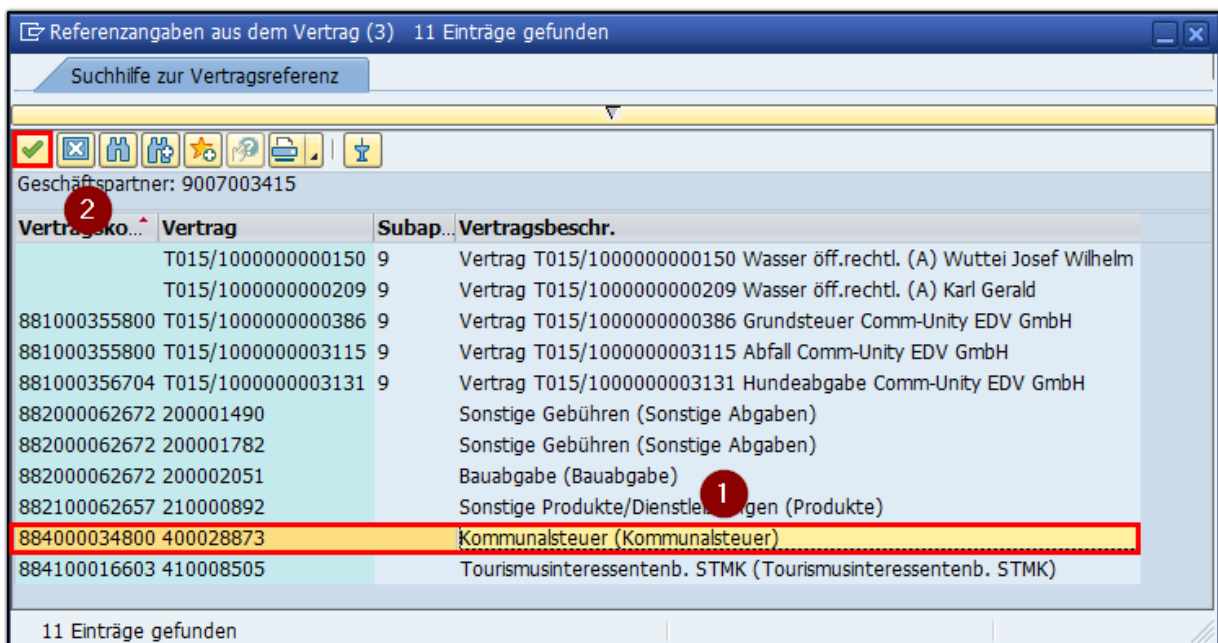 Referenzangaben aus dem Vertrag (3) 11 Einträge gefunden
Suchhilfe zur Vertragsreferenz
Geschäftspartner: 9007003415
2
Vertragsko... Vertrag Subap... Vertragsbeschr.
T015/1000000000150 9 Vertrag T015/1000000000150 Wasser öff.rechtl. (A) Wuttei Josef Wilhelm
T015/1000000000209 9 Vertrag T015/1000000000209 Wasser öff.rechtl. (A) Karl Gerald
881000355800 T015/1000000000386 9 Vertrag T015/1000000000386 Grundsteuer Comm-Unity EDV GmbH
881000355800 T015/1000000003115 9 Vertrag T015/1000000003115 Abfall Comm-Unity EDV GmbH
881000356704 T015/1000000003131 9 Vertrag T015/1000000003131 Hundeabgabe Comm-Unity EDV GmbH
882000062672 200001490 Sonstige Gebühren (Sonstige Abgaben)
882000062672 200001782 Sonstige Gebühren (Sonstige Abgaben)
882000062672 200002051 Bauabgabe (Bauabgabe)
1
882100062657 210000892 Sonstige Produkte/Dienstleistungen (Produkte)
884000034800 400028873 Kommunalsteuer (Kommunalsteuer)
884100016603 410008505 Tourismusinteressentenb. STMK (Tourismusinteressentenb. STMK)
11 Einträge gefunden